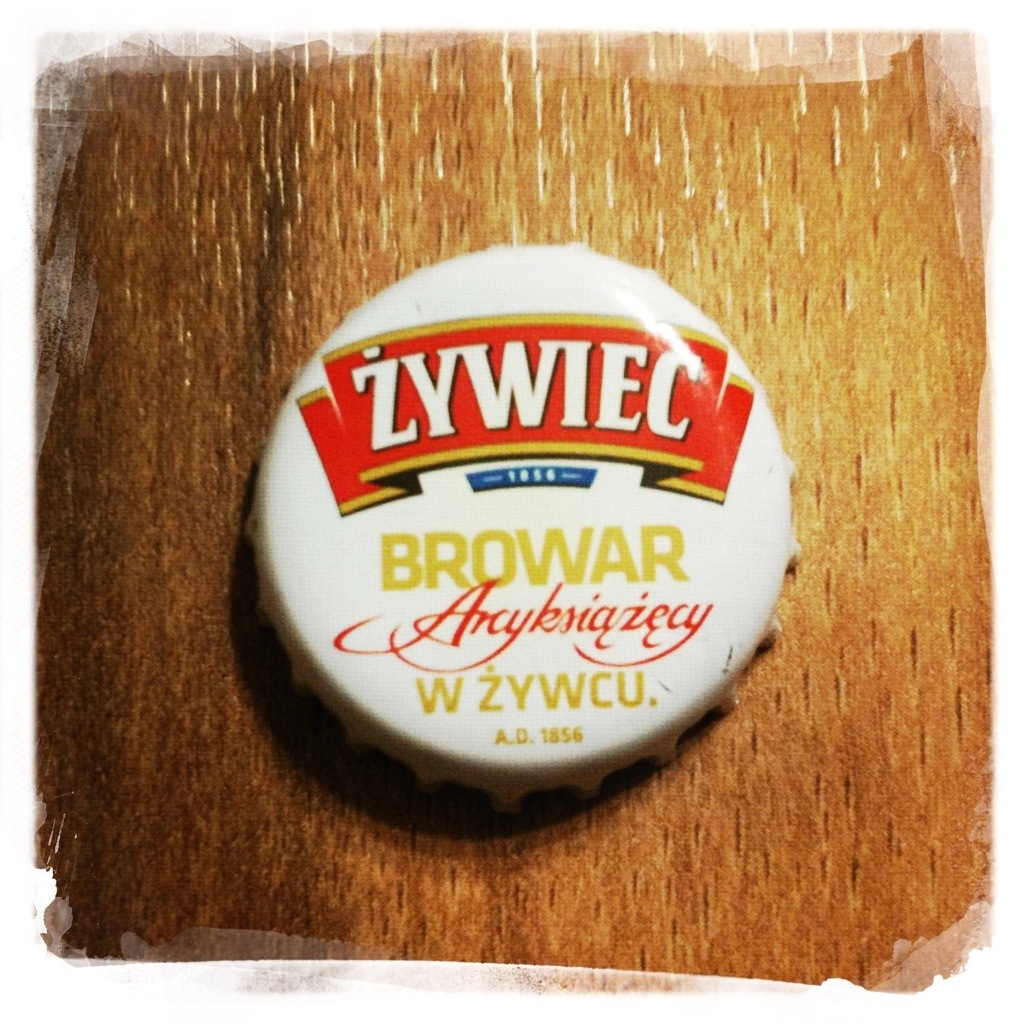 ŻYWIEC
1856
BROWAR
Arcyksiążęcy
W ŻYWCU.
A.D. 1856